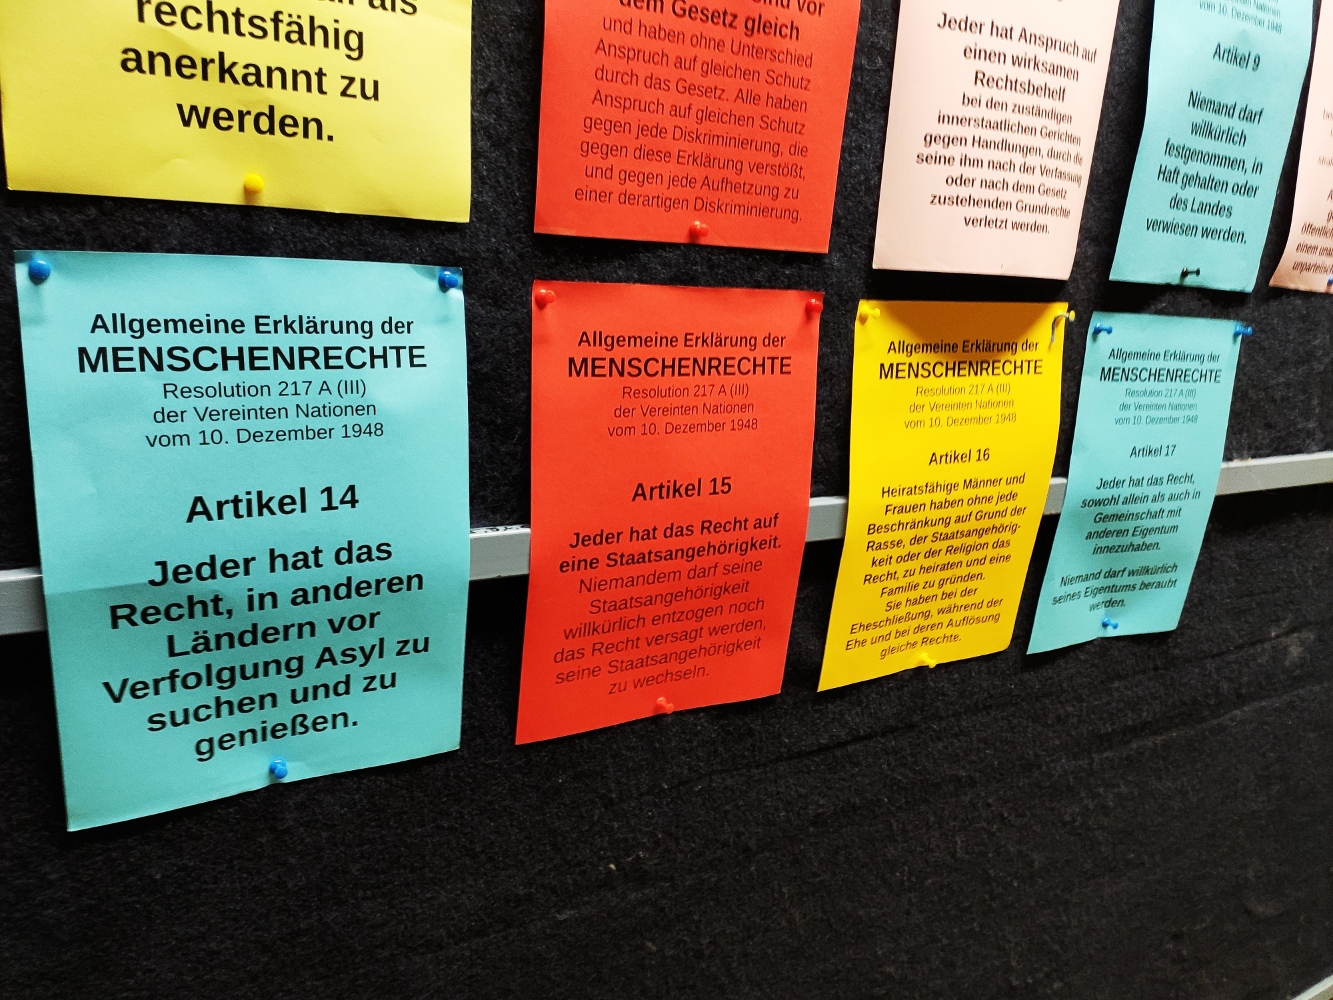 als
rechtsfähig
anerkannt zu
werden.
vor
dem Gesetz gleich
und haben ohne Unterschied
Anspruch auf gleichen Schutz
durch das Gesetz. Alle haben
Anspruch auf gleichen Schutz
gegen jede Diskriminierung, die
gegen diese Erklärung verstößt,
und gegen jede Aufhetzung zu
einer derartigen Diskriminierung.
Jeder hat Anspruch auf
einen wirksamen
Rechtsbehelf
bei den zuständigen
innerstaatlichen Gerichten
gegen Handlungen, durch die
seine ihm nach der Verfassung
oder nach dem Gesetz
zustehenden Grundrechte
verletzt werden.
vom 10. Dezember 1948
Artikel 9
Niemand darf
willkürlich
festgenommen, in
Haft gehalten oder
des Landes
verwiesen werden.
Allgemeine Erklärung der
MENSCHENRECHTE
Resolution 217 A (III)
der Vereinten Nationen
vom 10. Dezember 1948
Artikel 14
Jeder hat das
Recht, in anderen
Ländern vor
Verfolgung Asyl zu
suchen und zu
genießen.
Allgemeine Erklärung der
MENSCHENRECHTE
Resolution 217 A (III)
der Vereinten Nationen
vom 10. Dezember 1948
Artikel 15
Jeder hat das Recht auf
eine Staatsangehörigkeit.
Niemandem darf seine
Staatsangehörigkeit
willkürlich entzogen noch
das Recht versagt werden,
seine Staatsangehörigkeit
zu wechseln.
Allgemeine Erklärung der
MENSCHENRECHTE
Resolution 217 A (III)
der Vereinten Nationen
vom 10. Dezember 1948
Artikel 16
Heiratsfähige Männer und
Frauen haben ohne jede
Beschränkung auf Grund der
Rasse, der Staatsangehörig-
keit oder der Religion das
Recht, zu heiraten und eine
Familie zu gründen.
Sie haben bei der
Eheschließung, während der
Ehe und bei deren Auflösung
gleiche Rechte.
Allgemeine Erklärung der
MENSCHENRECHTE
Resolution 217 A (III)
der Vereinten Nationen
vom 10. Dezember 1948
Artikel 17
Jeder hat das Recht,
sowohl allein als auch in
Gemeinschaft mit
anderen Eigentum
innezuhaben.
Niemand darf willkürlich
seines Eigentums beraubt
werden.